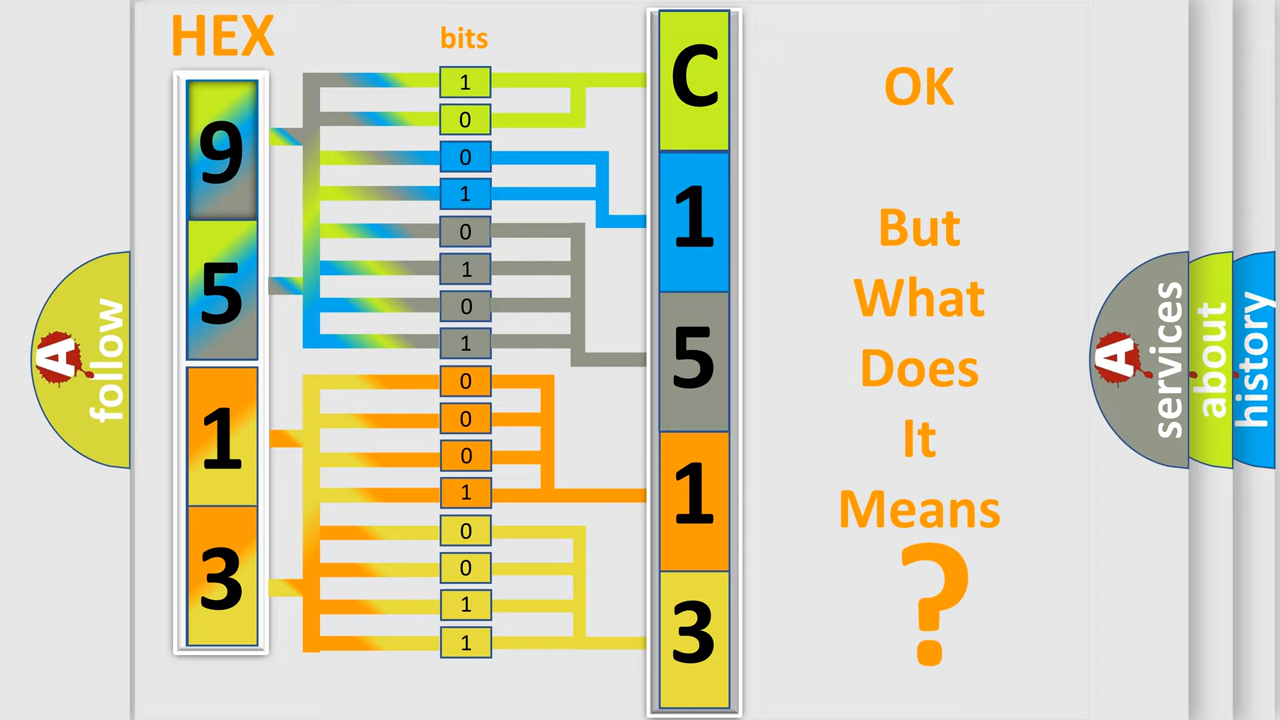 HEX
bits
9
5
1
3
1
0
0
1
0
1
0
1
0
0
0
1
0
0
1
1
C
1
5
1
3
OK
But
What
Does
It
Means
?
A
follow
A
services
about
history